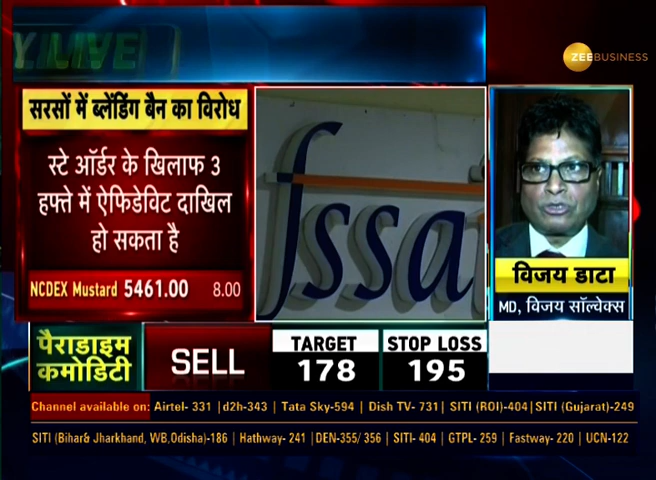 Y.LIVE
ZEEBUSINESS
सरसों में ब्लेंडिंग बैन का विरोध
स्टे ऑर्डर के खिलाफ 3
हफ्ते में ऐफिडेविट दाखिल
हो सकता है
NCDEX Mustard 5461.00 8.00
fssa
विजय डाटा
MD, विजय सॉल्वेक्स
पैराडाइम
कमोडिटी
SELL
TARGET
178
STOP LOSS
195
Channel available on: Airtel- 331 |d2h-343 | Tata Sky-594 | Dish TV- 731| SITI (ROI)-404|SITI (Gujarat)-249
SITI (Bihar& Jharkhand, WB,Odisha)-186 | Hathway- 241 |DEN-355/ 356 | SITI- 404 | GTPL- 259 | Fastway- 220 | UCN-122